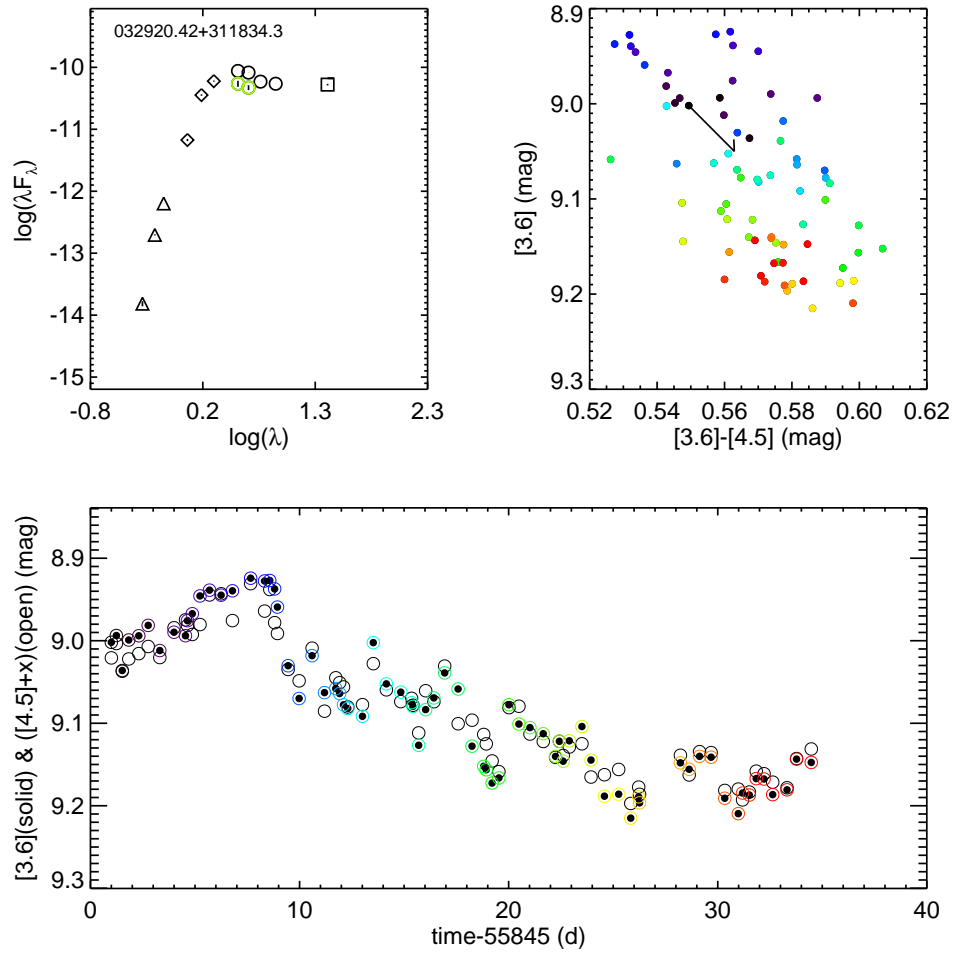 032920.42+311834.3
-10
-11
-12
-13
-14
-15
log(λFλ)
-0.8 0.2 1.3 2.3
log(λ)
8.9
9.0
9.1
9.2
9.3
[3.6] (mag)
0.52 0.54 0.56 0.58 0.60 0.62
[3.6]-[4.5] (mag)
8.9
9.0
9.1
9.2
9.3
[3.6](solid) & ([4.5]+x)(open) (mag)
0 10 20 30 40
time-55845 (d)